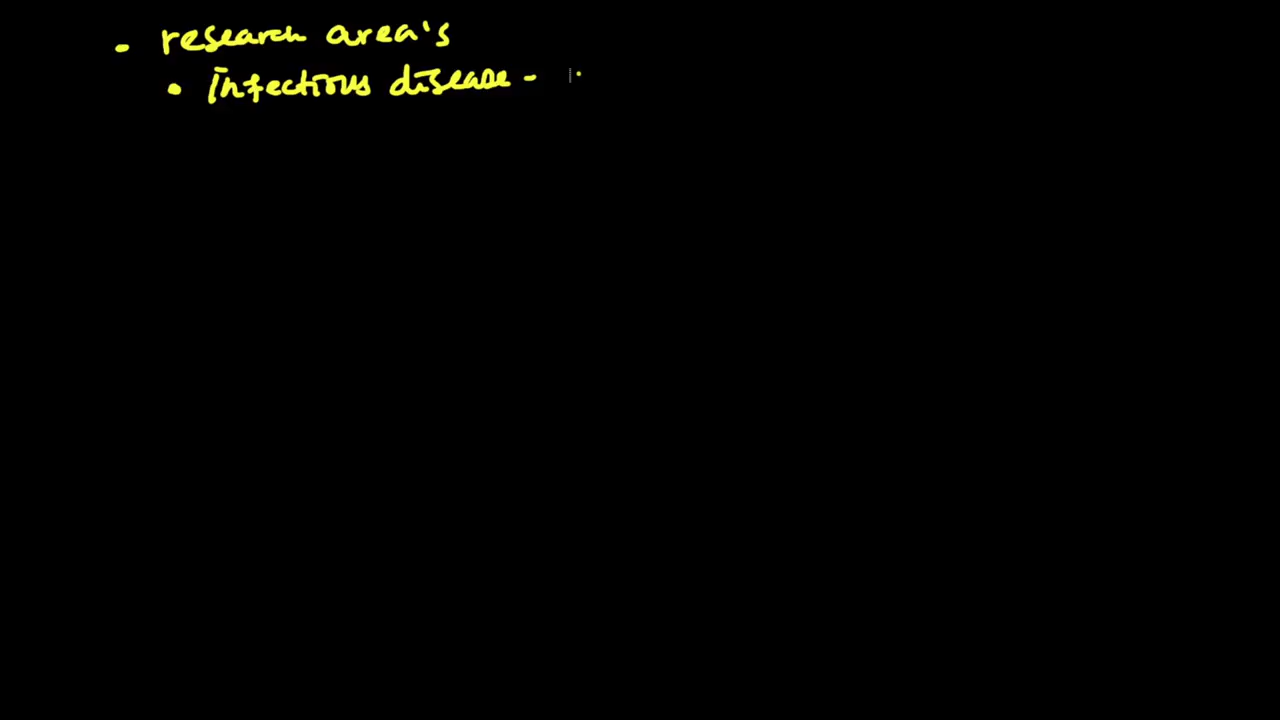 • research area's
• infectious disease -